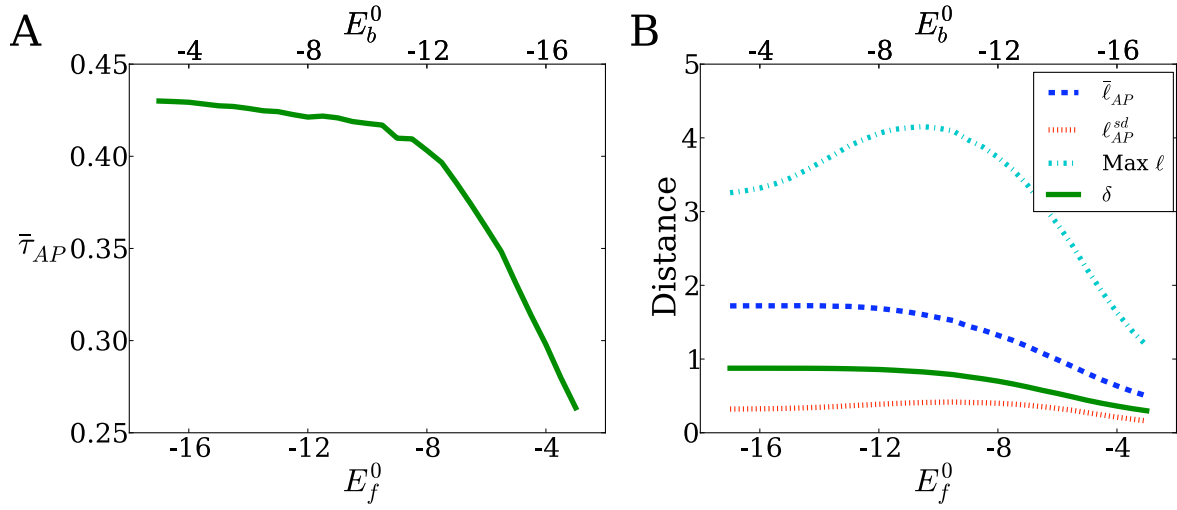 A
E_b^0
-4 -8 -12 -16
0.45
0.40
τ̄_AP 0.35
0.30
0.25
-16 -12 -8 -4
E_f^0
B
E_b^0
-4 -8 -12 -16
5
4
3
2
1
0
Distance
ℓ̄_AP
ℓ_AP^sd
Max ℓ
δ
-16 -12 -8 -4
E_f^0